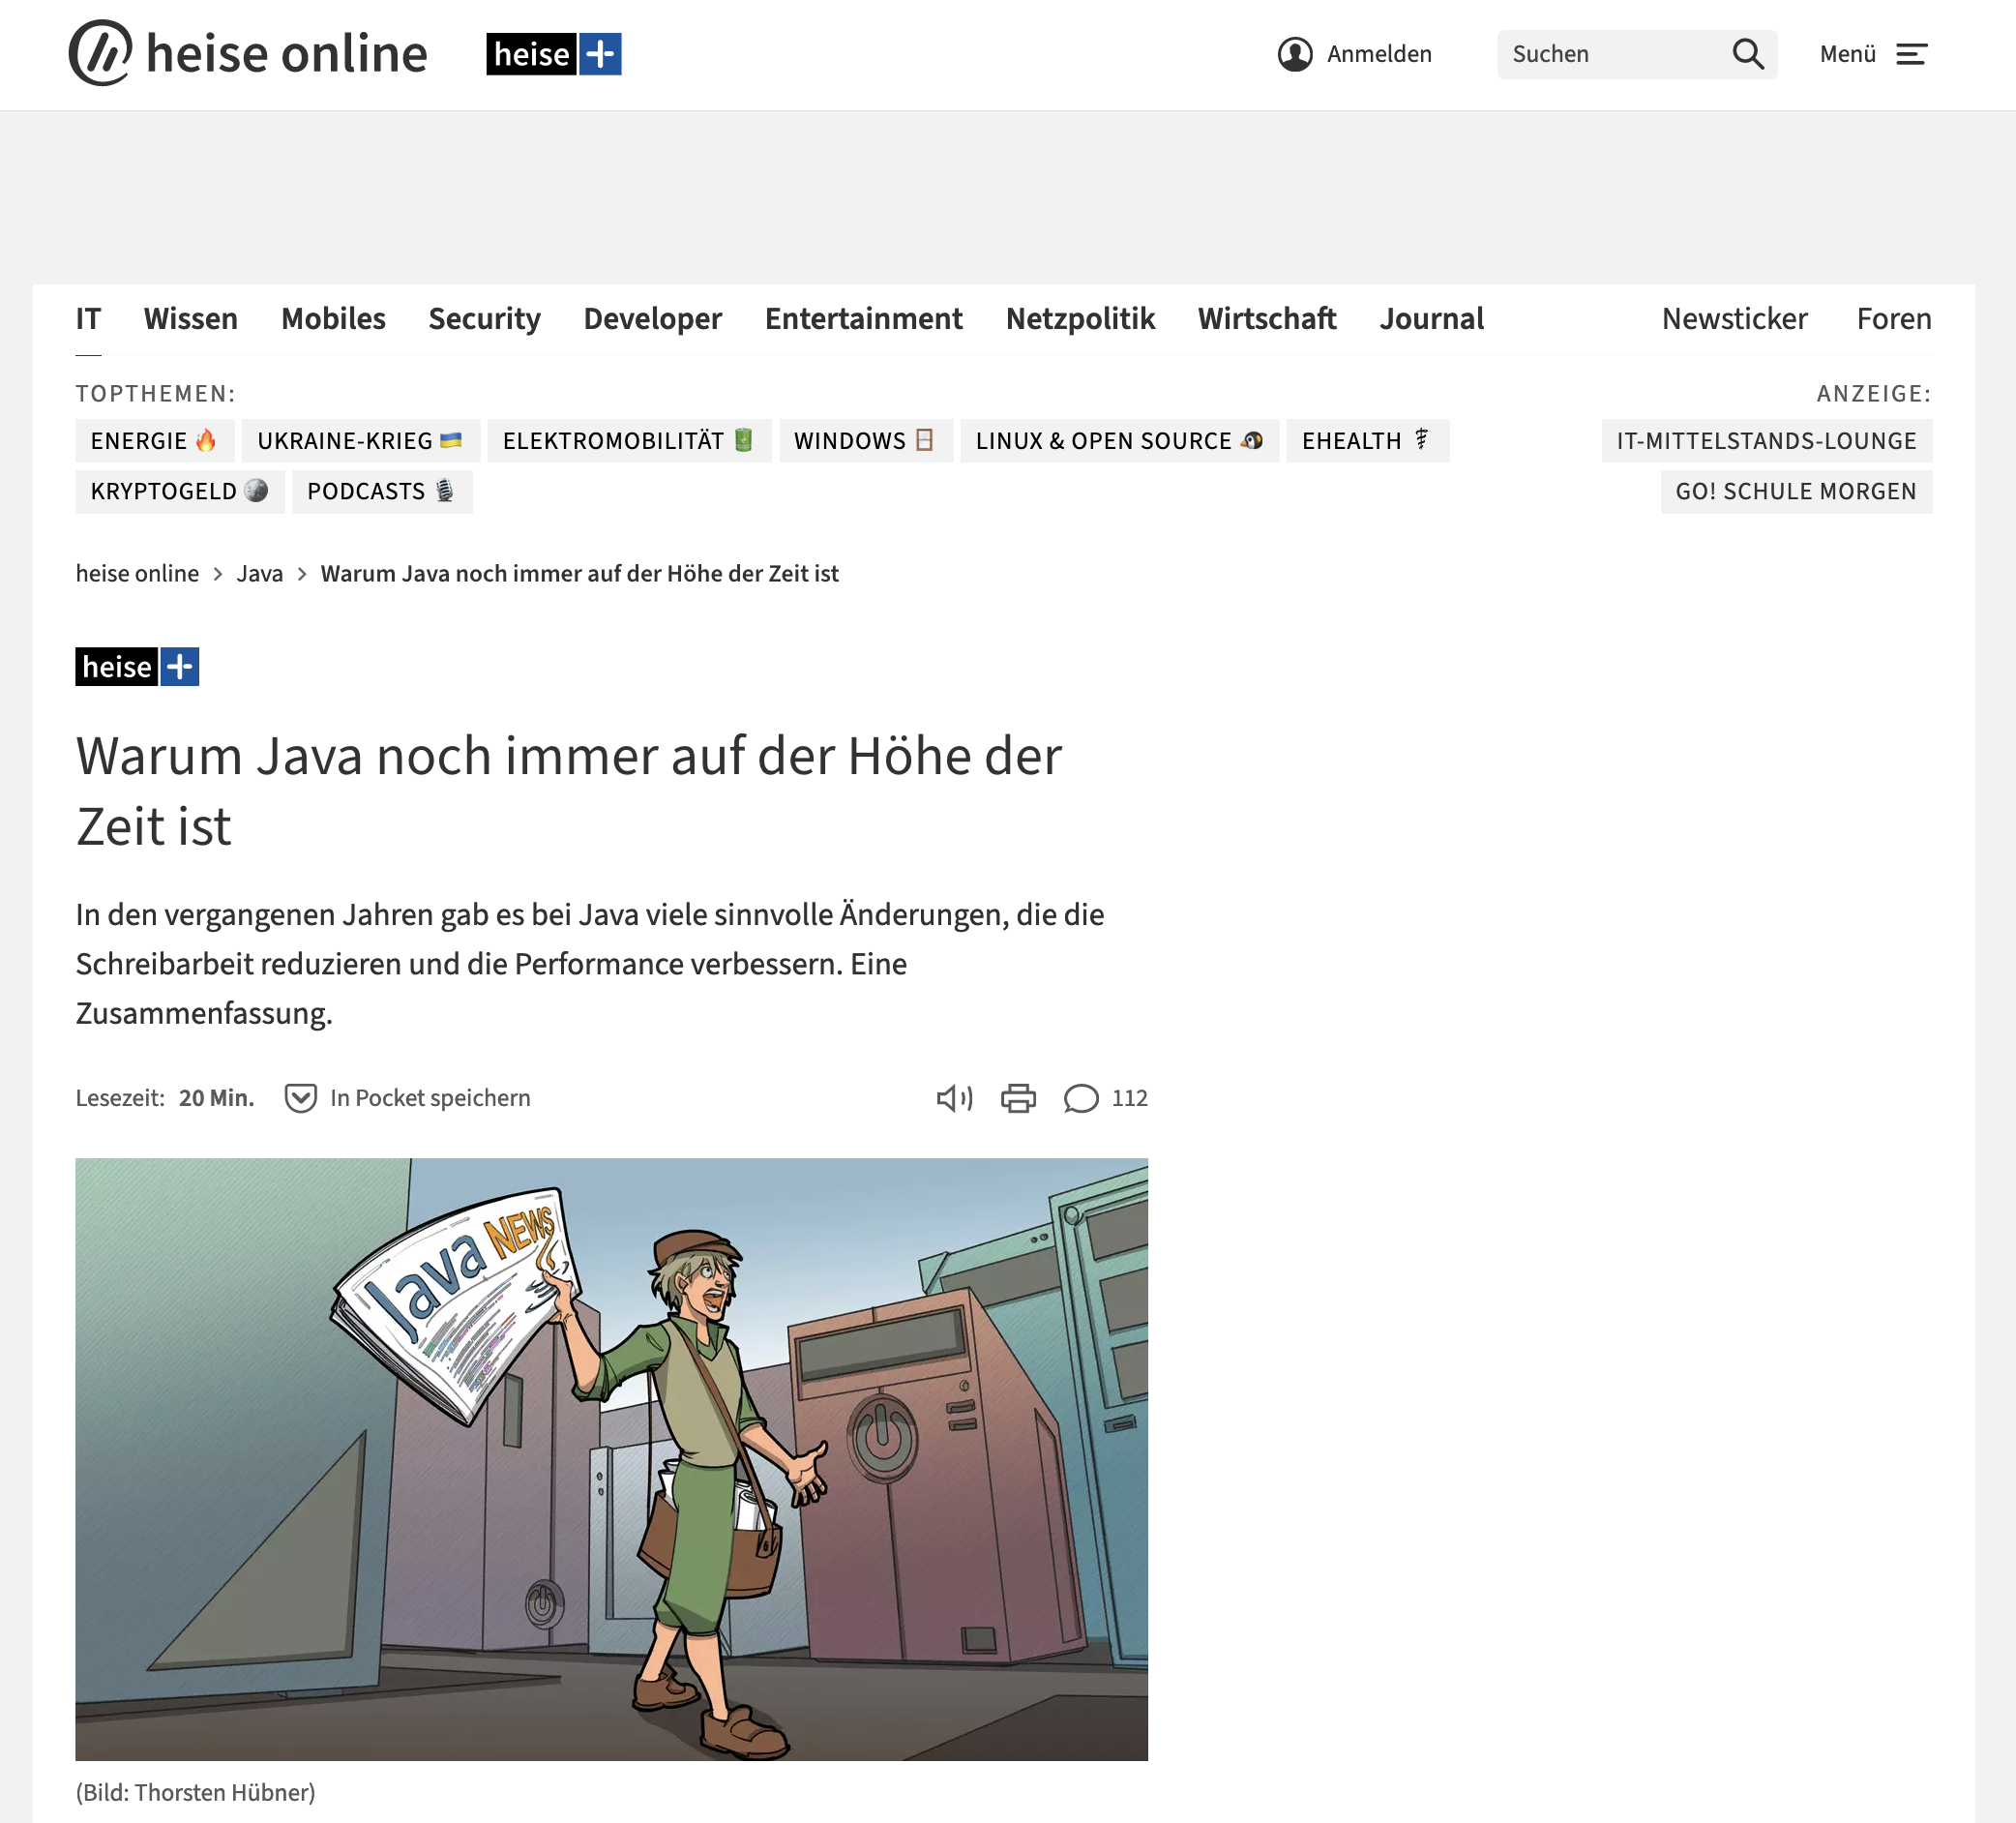 heise online
heise+
Anmelden
Suchen
Menü
IT Wissen Mobiles Security Developer Entertainment Netzpolitik Wirtschaft Journal Newsticker Foren
TOPTHEMEN:
ANZEIGE:
ENERGIE 🔥 UKRAINE-KRIEG 🇺🇦 ELEKTROMOBILITÄT 🔋 WINDOWS 🪟 LINUX & OPEN SOURCE 🐧 EHEALTH ⚕
IT-MITTELSTANDS-LOUNGE
KRYPTOGELD PODCASTS 🎙
GO! SCHULE MORGEN
heise online > Java > Warum Java noch immer auf der Höhe der Zeit ist
heise+
Warum Java noch immer auf der Höhe der
Zeit ist
In den vergangenen Jahren gab es bei Java viele sinnvolle Änderungen, die die
Schreibarbeit reduzieren und die Performance verbessern. Eine
Zusammenfassung.
Lesezeit: 20 Min. In Pocket speichern 112
Java NEWS
(Bild: Thorsten Hübner)